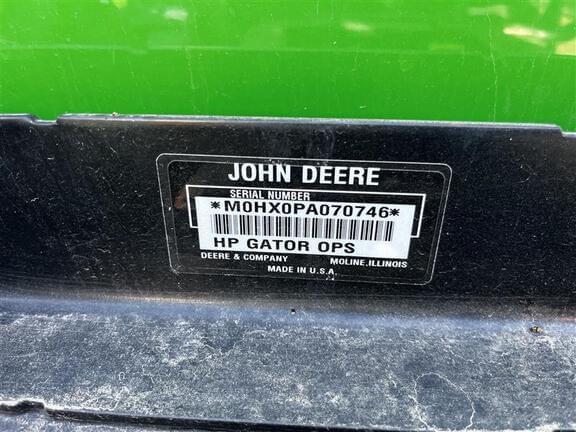 JOHN DEERE
SERIAL NUMBER
*M0HX0PA070746*
HP GATOR OPS
DEERE & COMPANY MOLINE, ILLINOIS
MADE IN U.S.A.